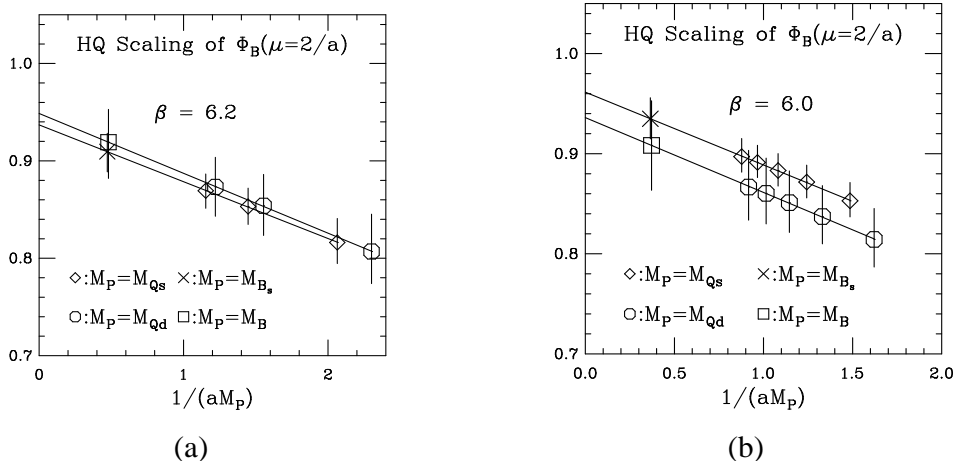 HQ Scaling of Φ_B(μ=2/a)
β = 6.2
1.0
0.9
0.8
0.7
◇:M_P=M_Qs ×:M_P=M_B_s
○:M_P=M_Qd □:M_P=M_B
0 1 2
1/(aM_P)
(a)
HQ Scaling of Φ_B(μ=2/a)
β = 6.0
1.0
0.9
0.8
0.7
◇:M_P=M_Qs ×:M_P=M_B_s
○:M_P=M_Qd □:M_P=M_B
0.0 0.5 1.0 1.5 2.0
1/(aM_P)
(b)